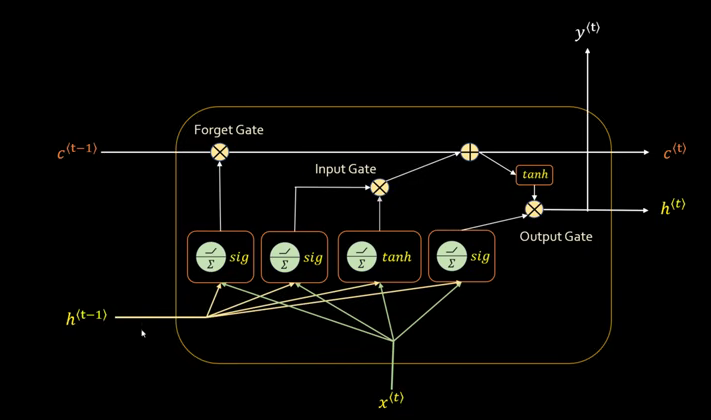 y⟨t⟩
Forget Gate
c⟨t−1⟩
c⟨t⟩
Input Gate
tanh
h⟨t⟩
Output Gate
Σ sig
Σ sig
Σ tanh
Σ sig
h⟨t−1⟩
x⟨t⟩